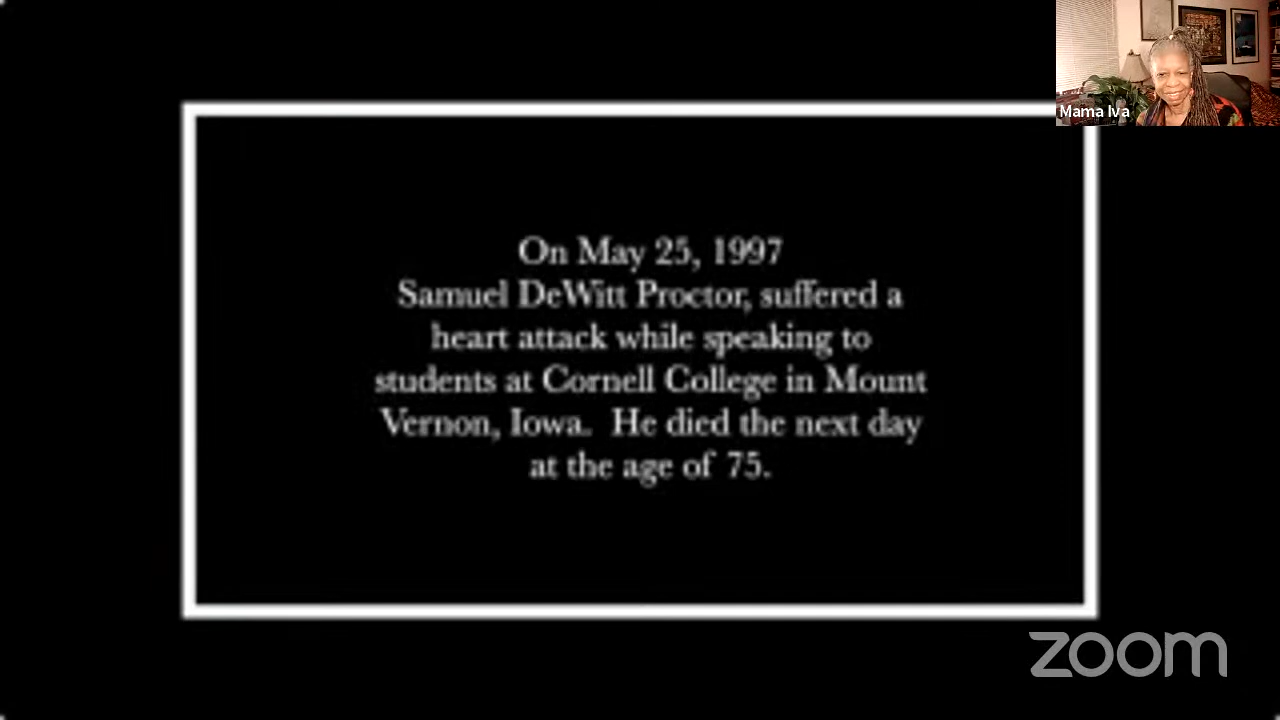 Mama Iva
On May 25, 1997
Samuel DeWitt Proctor, suffered a
heart attack while speaking to
students at Cornell College in Mount
Vernon, Iowa.  He died the next day
at the age of 75.
zoom